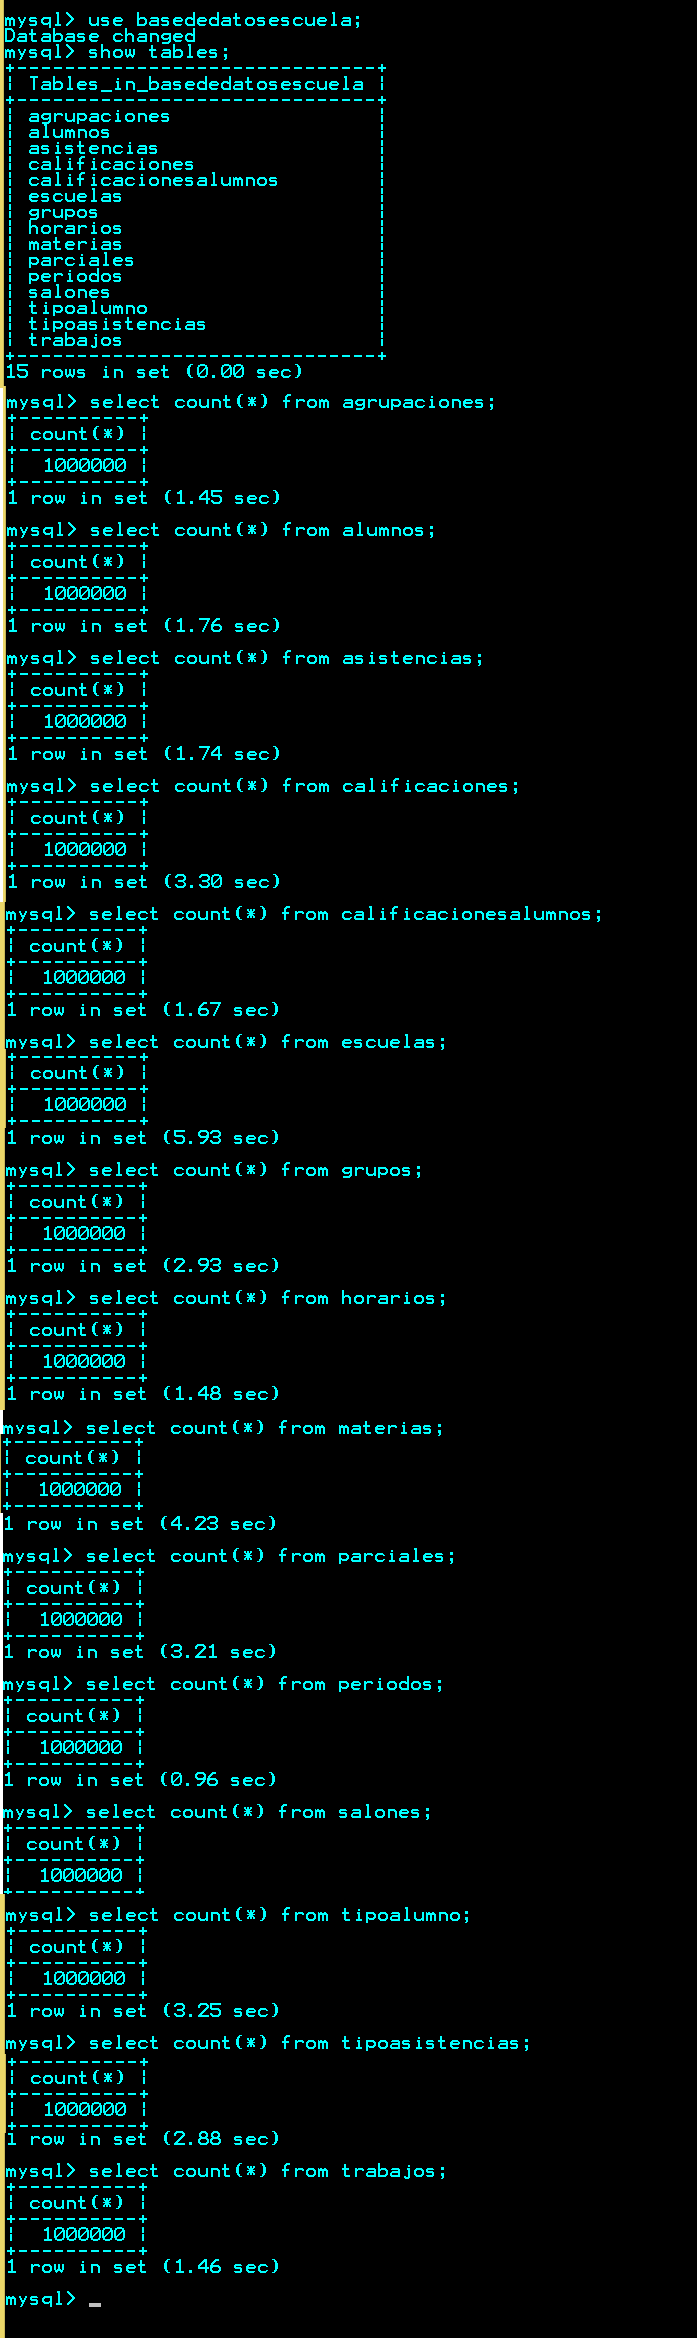 mysql> use basededatosescuela;
Database changed
mysql> show tables;
+------------------------------+
| Tables_in_basededatosescuela |
+------------------------------+
| agrupaciones                 |
| alumnos                      |
| asistencias                  |
| calificaciones               |
| calificacionesalumnos        |
| escuelas                     |
| grupos                       |
| horarios                     |
| materias                     |
| parciales                    |
| periodos                     |
| salones                      |
| tipoalumno                   |
| tipoasistencias              |
| trabajos                     |
+------------------------------+
15 rows in set (0.00 sec)
mysql> select count(*) from agrupaciones;
+----------+
| count(*) |
+----------+
|  1000000 |
+----------+
1 row in set (1.45 sec)
mysql> select count(*) from alumnos;
+----------+
| count(*) |
+----------+
|  1000000 |
+----------+
1 row in set (1.76 sec)
mysql> select count(*) from asistencias;
+----------+
| count(*) |
+----------+
|  1000000 |
+----------+
1 row in set (1.74 sec)
mysql> select count(*) from calificaciones;
+----------+
| count(*) |
+----------+
|  1000000 |
+----------+
1 row in set (3.30 sec)
mysql> select count(*) from calificacionesalumnos;
+----------+
| count(*) |
+----------+
|  1000000 |
+----------+
1 row in set (1.67 sec)
mysql> select count(*) from escuelas;
+----------+
| count(*) |
+----------+
|  1000000 |
+----------+
1 row in set (5.93 sec)
mysql> select count(*) from grupos;
+----------+
| count(*) |
+----------+
|  1000000 |
+----------+
1 row in set (2.93 sec)
mysql> select count(*) from horarios;
+----------+
| count(*) |
+----------+
|  1000000 |
+----------+
1 row in set (1.48 sec)
mysql> select count(*) from materias;
+----------+
| count(*) |
+----------+
|  1000000 |
+----------+
1 row in set (4.23 sec)
mysql> select count(*) from parciales;
+----------+
| count(*) |
+----------+
|  1000000 |
+----------+
1 row in set (3.21 sec)
mysql> select count(*) from periodos;
+----------+
| count(*) |
+----------+
|  1000000 |
+----------+
1 row in set (0.96 sec)
mysql> select count(*) from salones;
+----------+
| count(*) |
+----------+
|  1000000 |
+----------+
mysql> select count(*) from tipoalumno;
+----------+
| count(*) |
+----------+
|  1000000 |
+----------+
1 row in set (3.25 sec)
mysql> select count(*) from tipoasistencias;
+----------+
| count(*) |
+----------+
|  1000000 |
+----------+
1 row in set (2.88 sec)
mysql> select count(*) from trabajos;
+----------+
| count(*) |
+----------+
|  1000000 |
+----------+
1 row in set (1.46 sec)
mysql> _